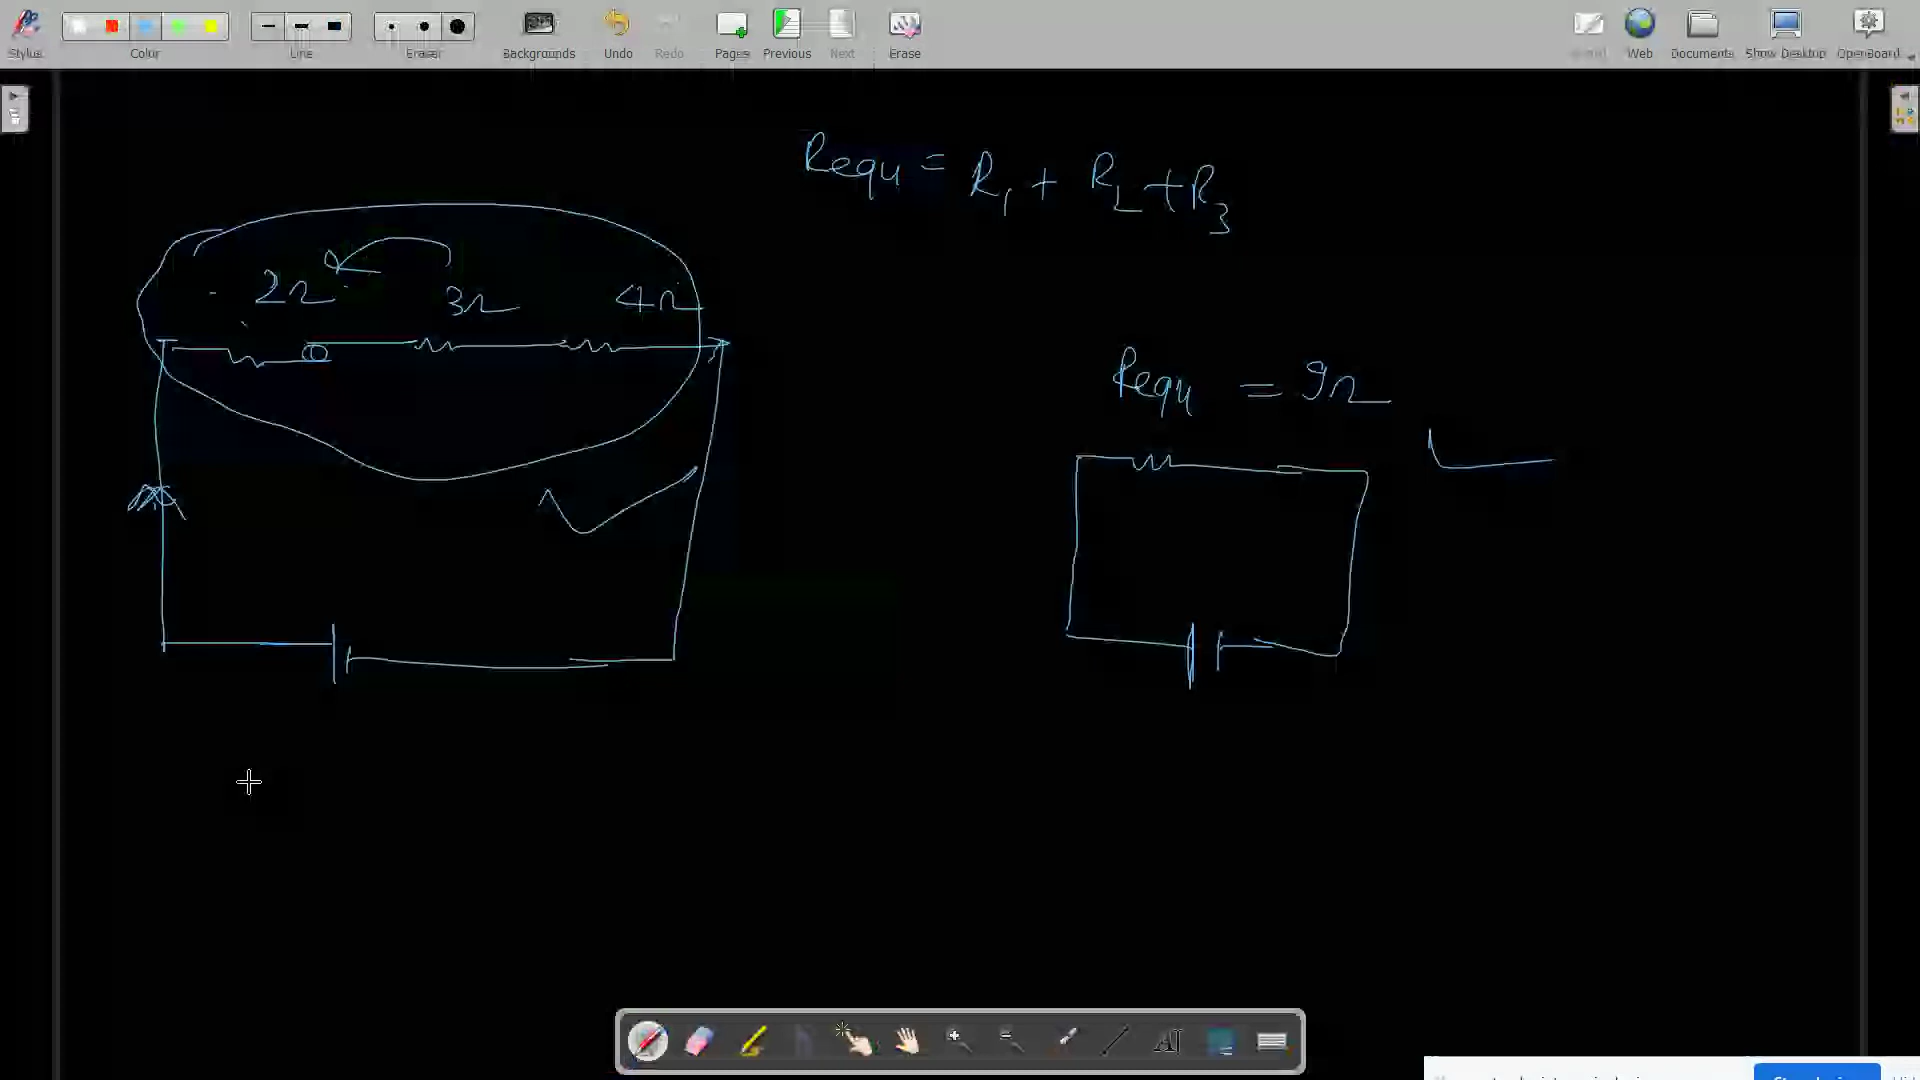 Stylus
Color
Line
Eraser
Backgrounds
Undo
Redo
Pages
Previous
Next
Erase
Web
Documents
Show Desktop
OpenBoard
Requ = R1 + R2 + R3
2Ω 3Ω 4Ω
Requ = 9Ω